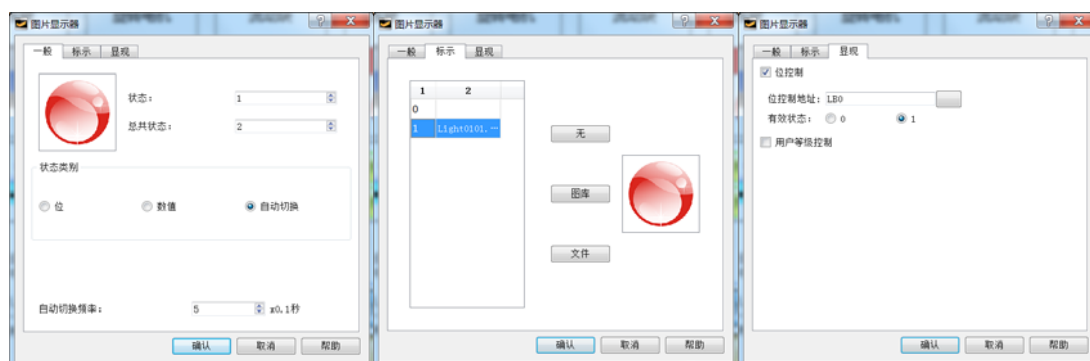 图片显示器
一般 标示 显现
状态: 1
总共状态: 2
状态类别
位 数值 自动切换
自动切换频率: 5 x0.1秒
确认 取消 帮助
图片显示器
一般 标示 显现
1 2
0
1 Light0101.
无
图库
文件
确认 取消 帮助
图片显示器
一般 标示 显现
位控制
位控制地址: LB0
有效状态: 0 1
用户等级控制
确认 取消 帮助